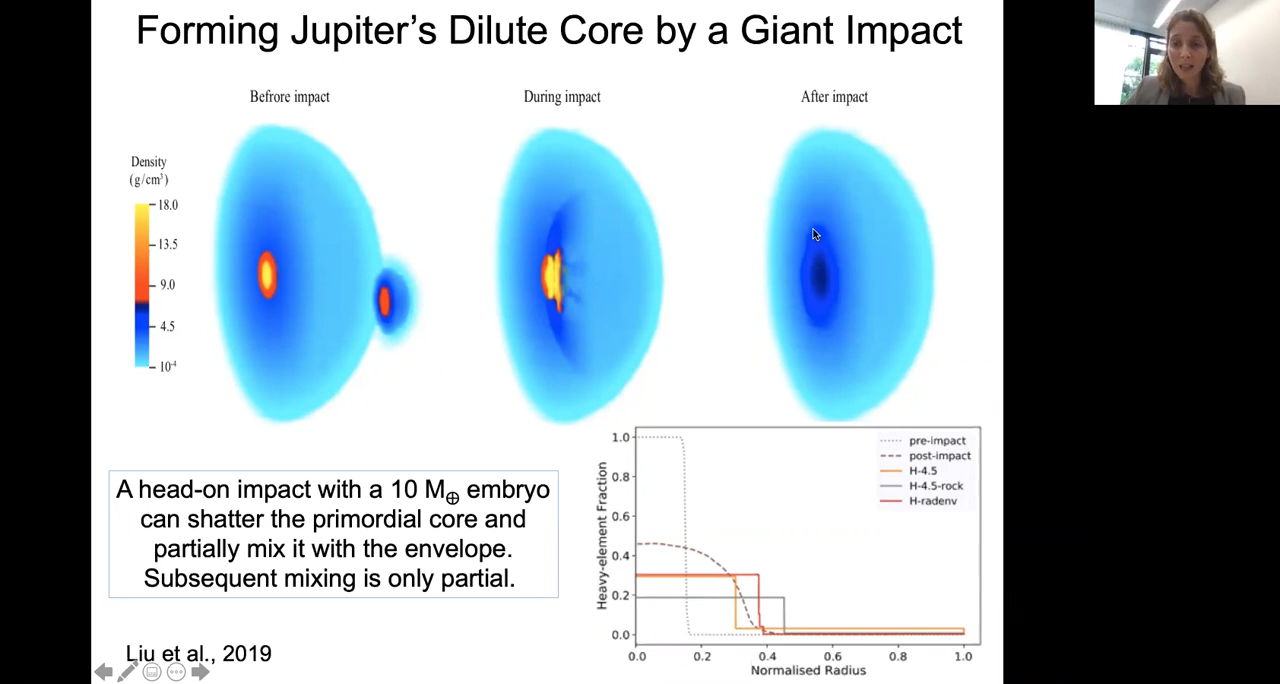 Forming Jupiter's Dilute Core by a Giant Impact
Befrore impact
During impact
After impact
Density
(g/cm³)
18.0
13.5
9.0
4.5
10⁻⁴
A head-on impact with a 10 M⊕ embryo
can shatter the primordial core and
partially mix it with the envelope.
Subsequent mixing is only partial.
Liu et al., 2019
Heavy-element Fraction
1.0
0.8
0.6
0.4
0.2
0.0
pre-impact
post-impact
H-4.5
H-4.5-rock
H-radenv
0.0 0.2 0.4 0.6 0.8 1.0
Normalised Radius